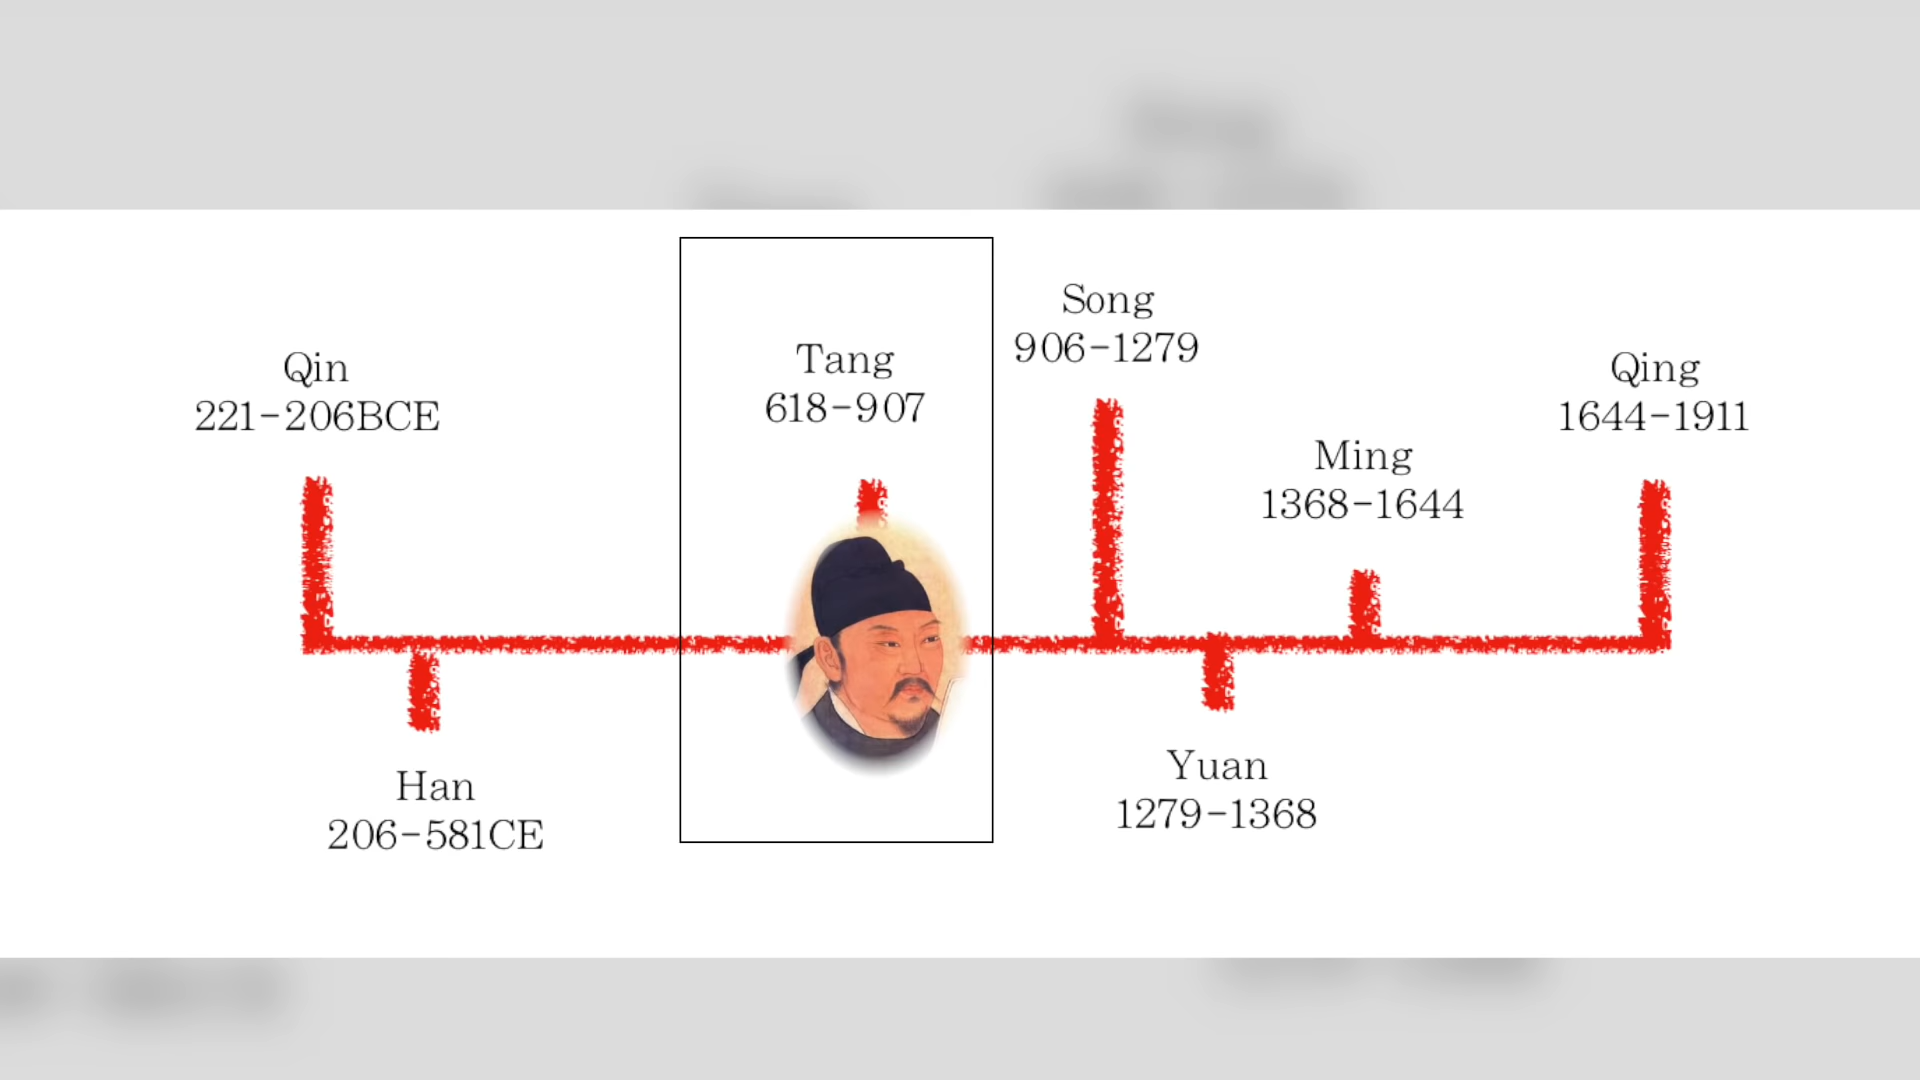 Qin
221-206BCE
Han
206-581CE
Tang
618-907
Song
906-1279
Yuan
1279-1368
Ming
1368-1644
Qing
1644-1911